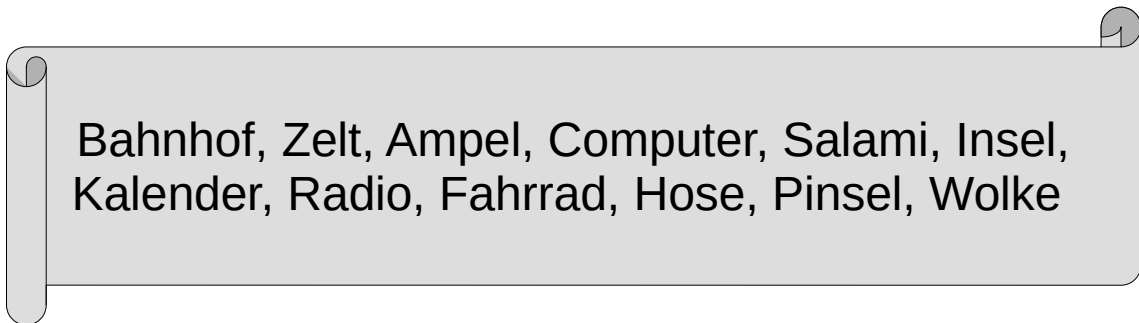 Bahnhof, Zelt, Ampel, Computer, Salami, Insel,
Kalender, Radio, Fahrrad, Hose, Pinsel, Wolke